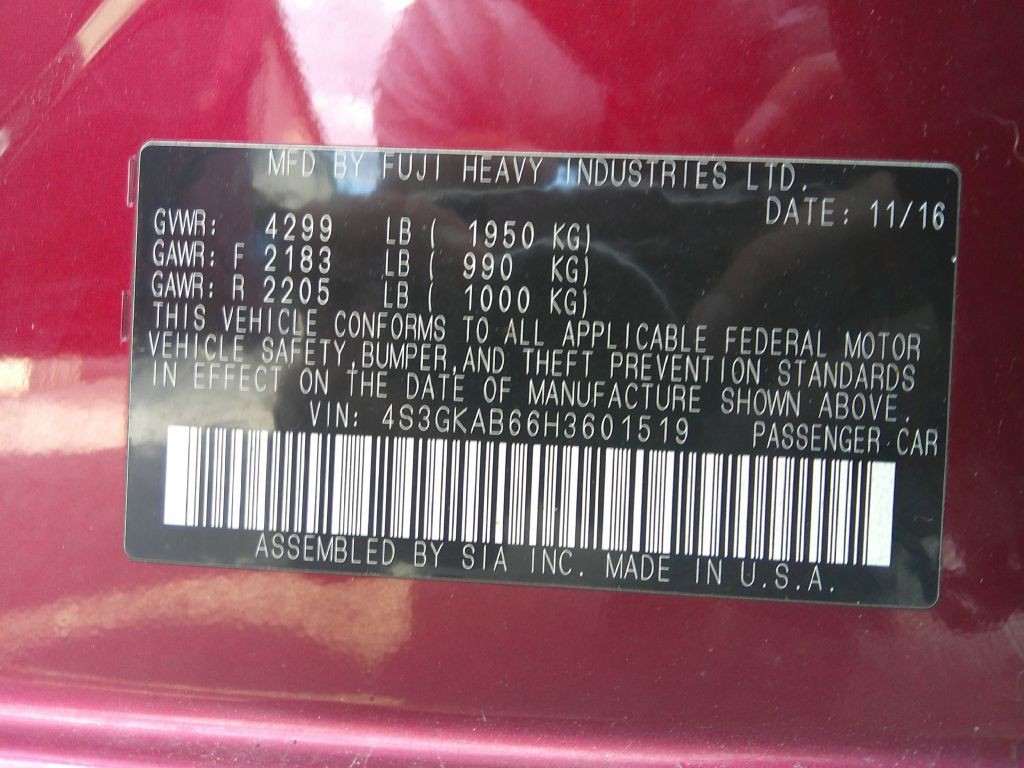 MFD BY FUJI HEAVY INDUSTRIES LTD.
DATE: 11/16
GVWR: 4299 LB ( 1950 KG)
GAWR: F 2183 LB ( 990 KG)
GAWR: R 2205 LB ( 1000 KG)
THIS VEHICLE CONFORMS TO ALL APPLICABLE FEDERAL MOTOR
VEHICLE SAFETY,BUMPER,AND THEFT PREVENTION STANDARDS
IN EFFECT ON THE DATE OF MANUFACTURE SHOWN ABOVE.
VIN: 4S3GKAB66H3601519 PASSENGER CAR
ASSEMBLED BY SIA INC. MADE IN U.S.A.